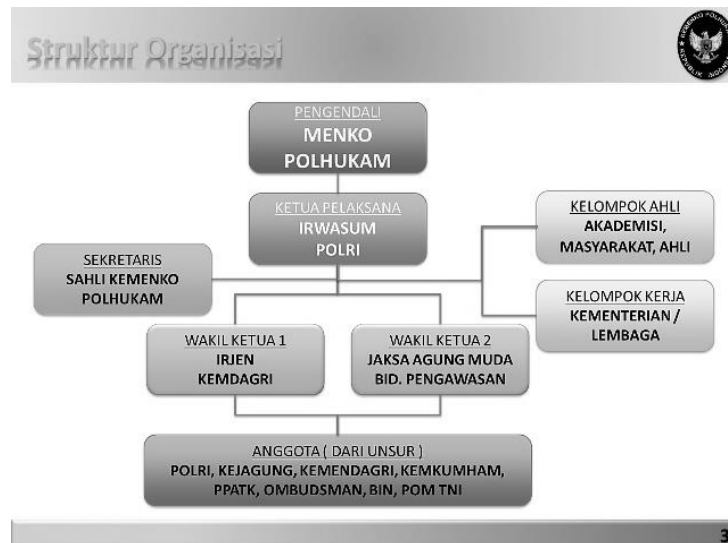 Struktur Organisasi
PENGENDALI
MENKO
POLHUKAM
KETUA PELAKSANA
IRWASUM
POLRI
KELOMPOK AHLI
AKADEMISI,
MASYARAKAT, AHLI
SEKRETARIS
SAHLI KEMENKO
POLHUKAM
KELOMPOK KERJA
KEMENTERIAN /
LEMBAGA
WAKIL KETUA 1
IRJEN
KEMDAGRI
WAKIL KETUA 2
JAKSA AGUNG MUDA
BID. PENGAWASAN
ANGGOTA ( DARI UNSUR )
POLRI, KEJAGUNG, KEMENDAGRI, KEMKUMHAM,
PPATK, OMBUDSMAN, BIN, POM TNI
3